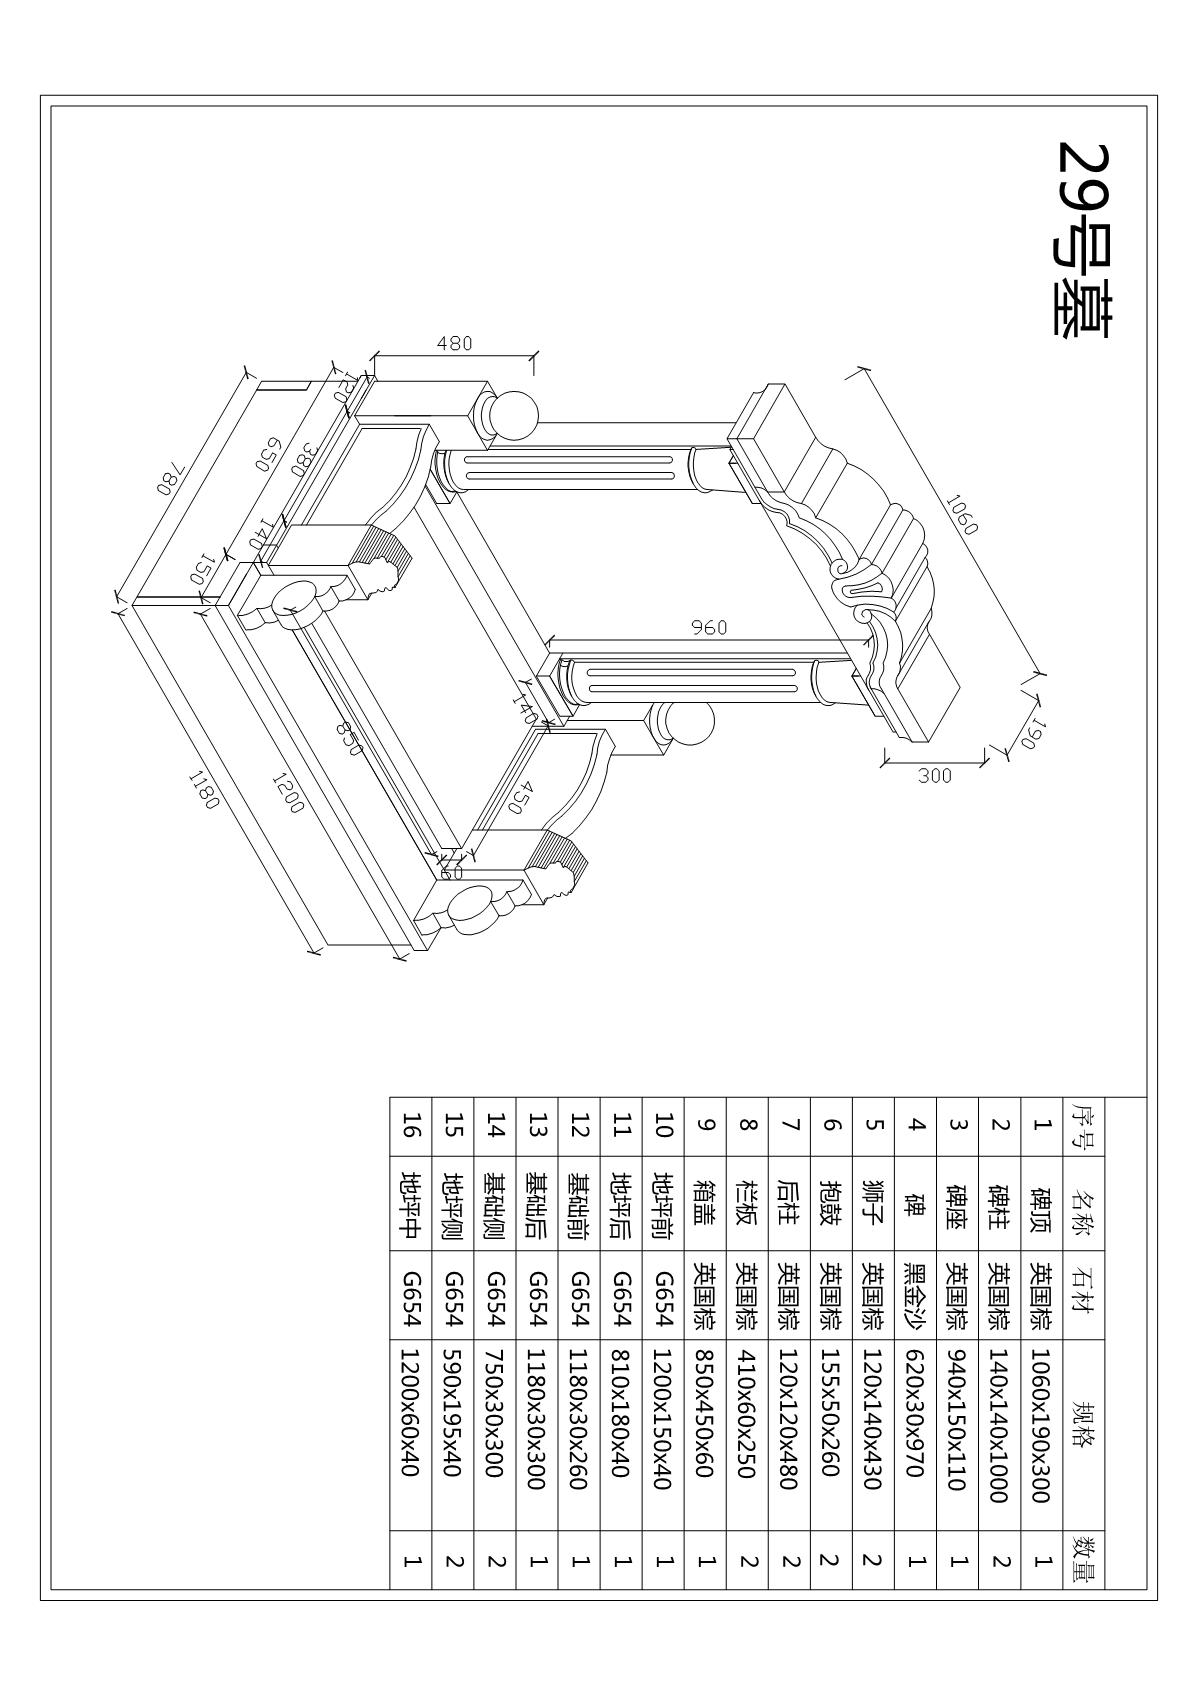 29号墓
1060
190
300
960
480
120
380
650
780
140
150
140
450
60
850
1200
1180
序号 名称 石材 规格 数量
1 碑顶 英国棕 1060x190x300 1
2 碑柱 英国棕 140x140x1000 2
3 碑座 英国棕 940x150x110 1
4 碑 黑金沙 620x30x970 1
5 狮子 英国棕 120x140x430 2
6 抱鼓 英国棕 155x50x260 2
7 后柱 英国棕 120x120x480 2
8 栏板 英国棕 410x60x250 2
9 箱盖 英国棕 850x450x60 1
10 地坪前 G654 1200x150x40 1
11 地坪后 G654 810x180x40 1
12 基础前 G654 1180x30x260 1
13 基础后 G654 1180x30x300 1
14 基础侧 G654 750x30x300 2
15 地坪侧 G654 590x195x40 2
16 地坪中 G654 1200x60x40 1